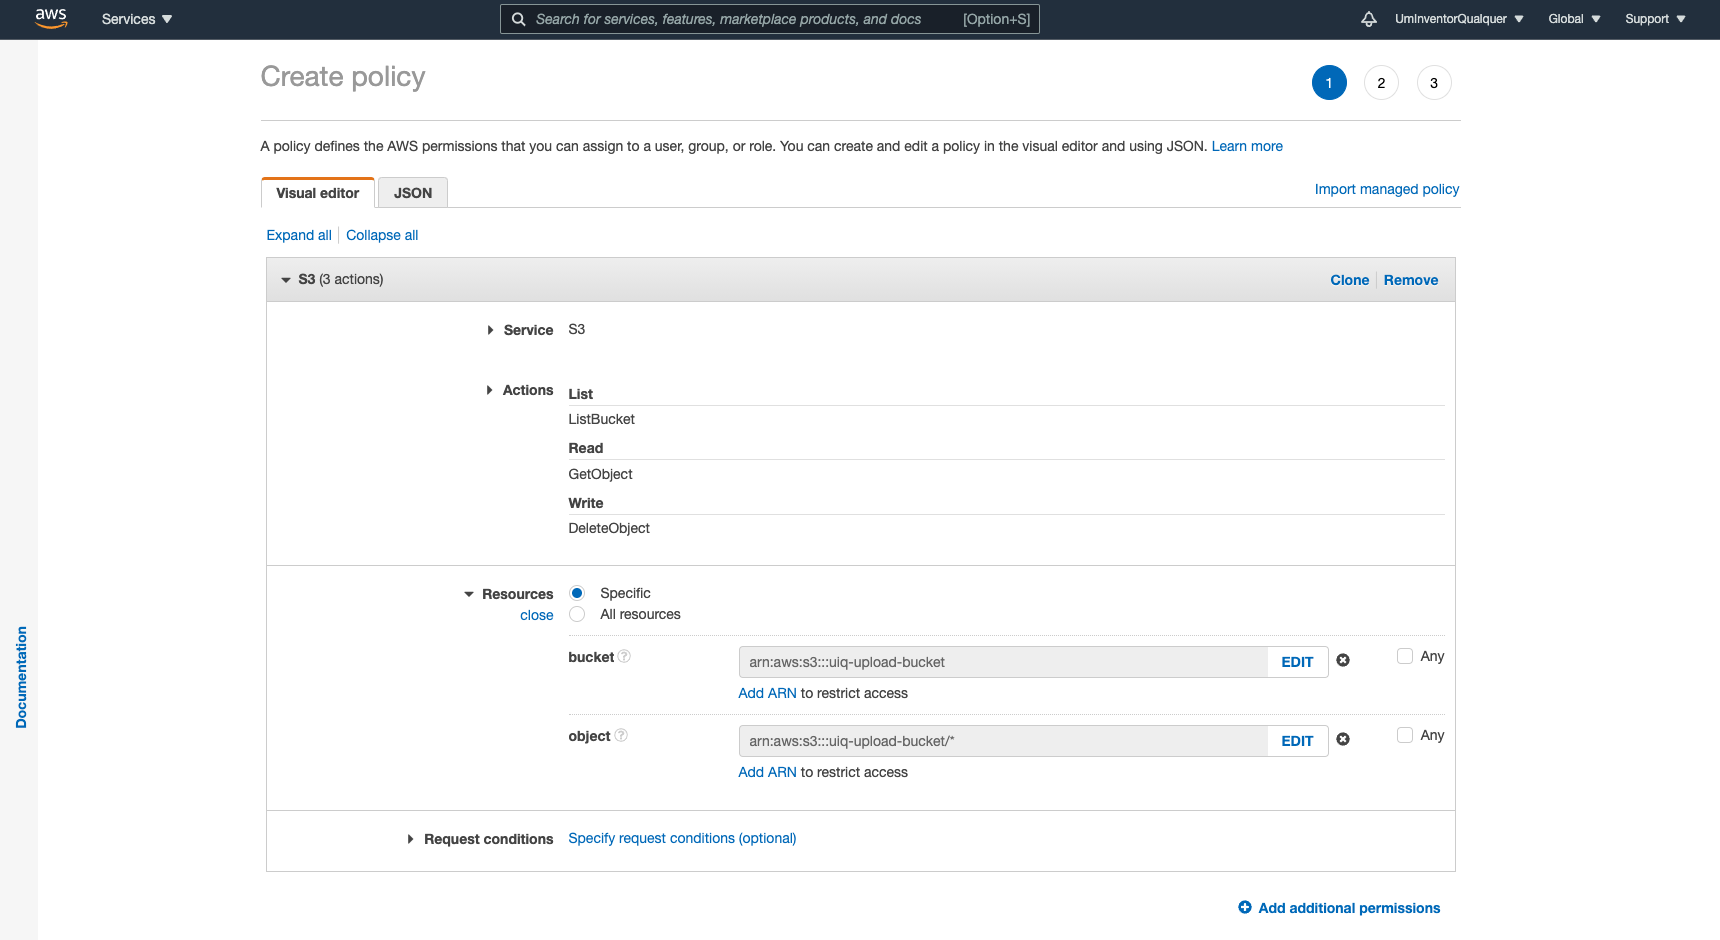 aws Services Search for services, features, marketplace products, and docs [Option+S] UmInventorQualquer Global Support
Create policy
1 2 3
A policy defines the AWS permissions that you can assign to a user, group, or role. You can create and edit a policy in the visual editor and using JSON. Learn more
Visual editor JSON Import managed policy
Expand all Collapse all
S3 (3 actions) Clone Remove
Service S3
Actions List
ListBucket
Read
GetObject
Write
DeleteObject
Resources Specific
close All resources
bucket ? arn:aws:s3:::uiq-upload-bucket EDIT Any
Add ARN to restrict access
object ? arn:aws:s3:::uiq-upload-bucket/* EDIT Any
Add ARN to restrict access
Request conditions Specify request conditions (optional)
Add additional permissions
Documentation